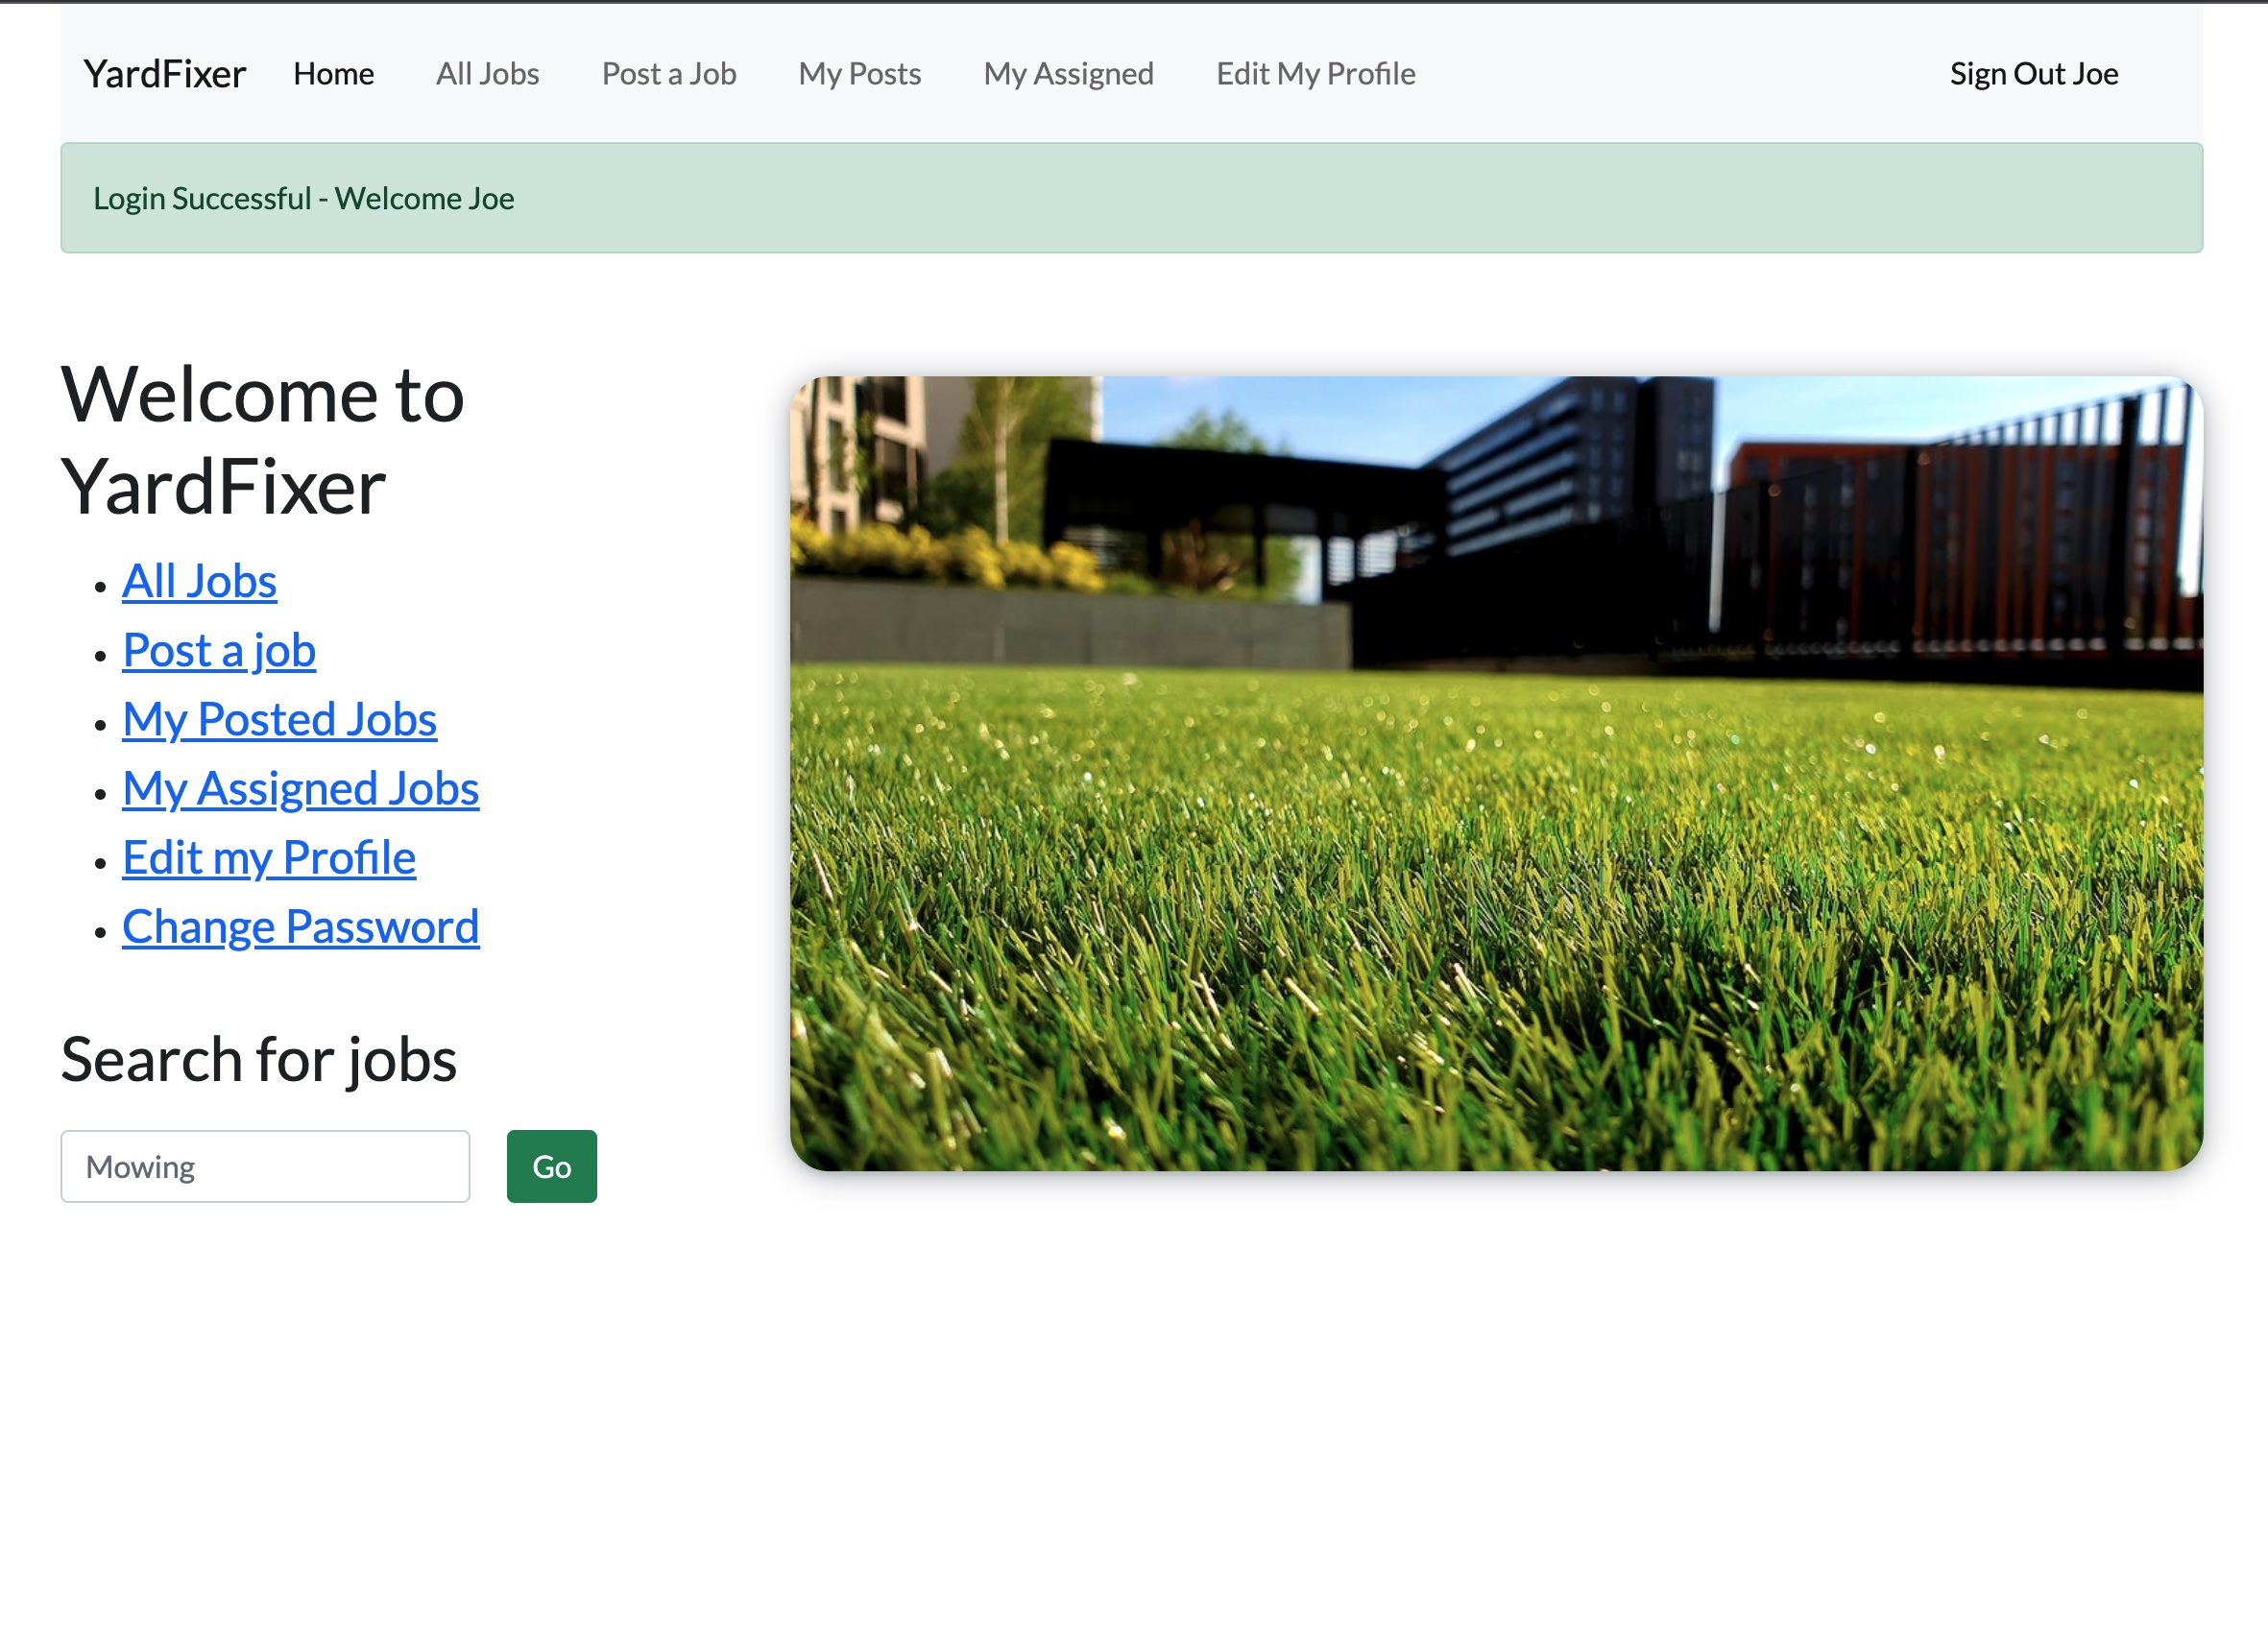 YardFixer Home All Jobs Post a Job My Posts My Assigned Edit My Profile Sign Out Joe
Login Successful - Welcome Joe
Welcome to
YardFixer
All Jobs
Post a job
My Posted Jobs
My Assigned Jobs
Edit my Profile
Change Password
Search for jobs
Mowing Go